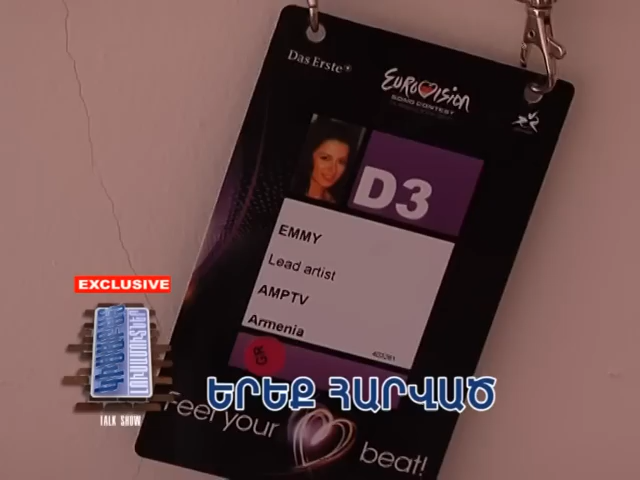 Das Erste
EUROVISION
SONG CONTEST
D3
EMMY
Lead artist
AMPTV
Armenia
GR
EXCLUSIVE
TALK SHOW
ԵՐԵՔ ՀԱՐՎԱԾ
Feel your beat!